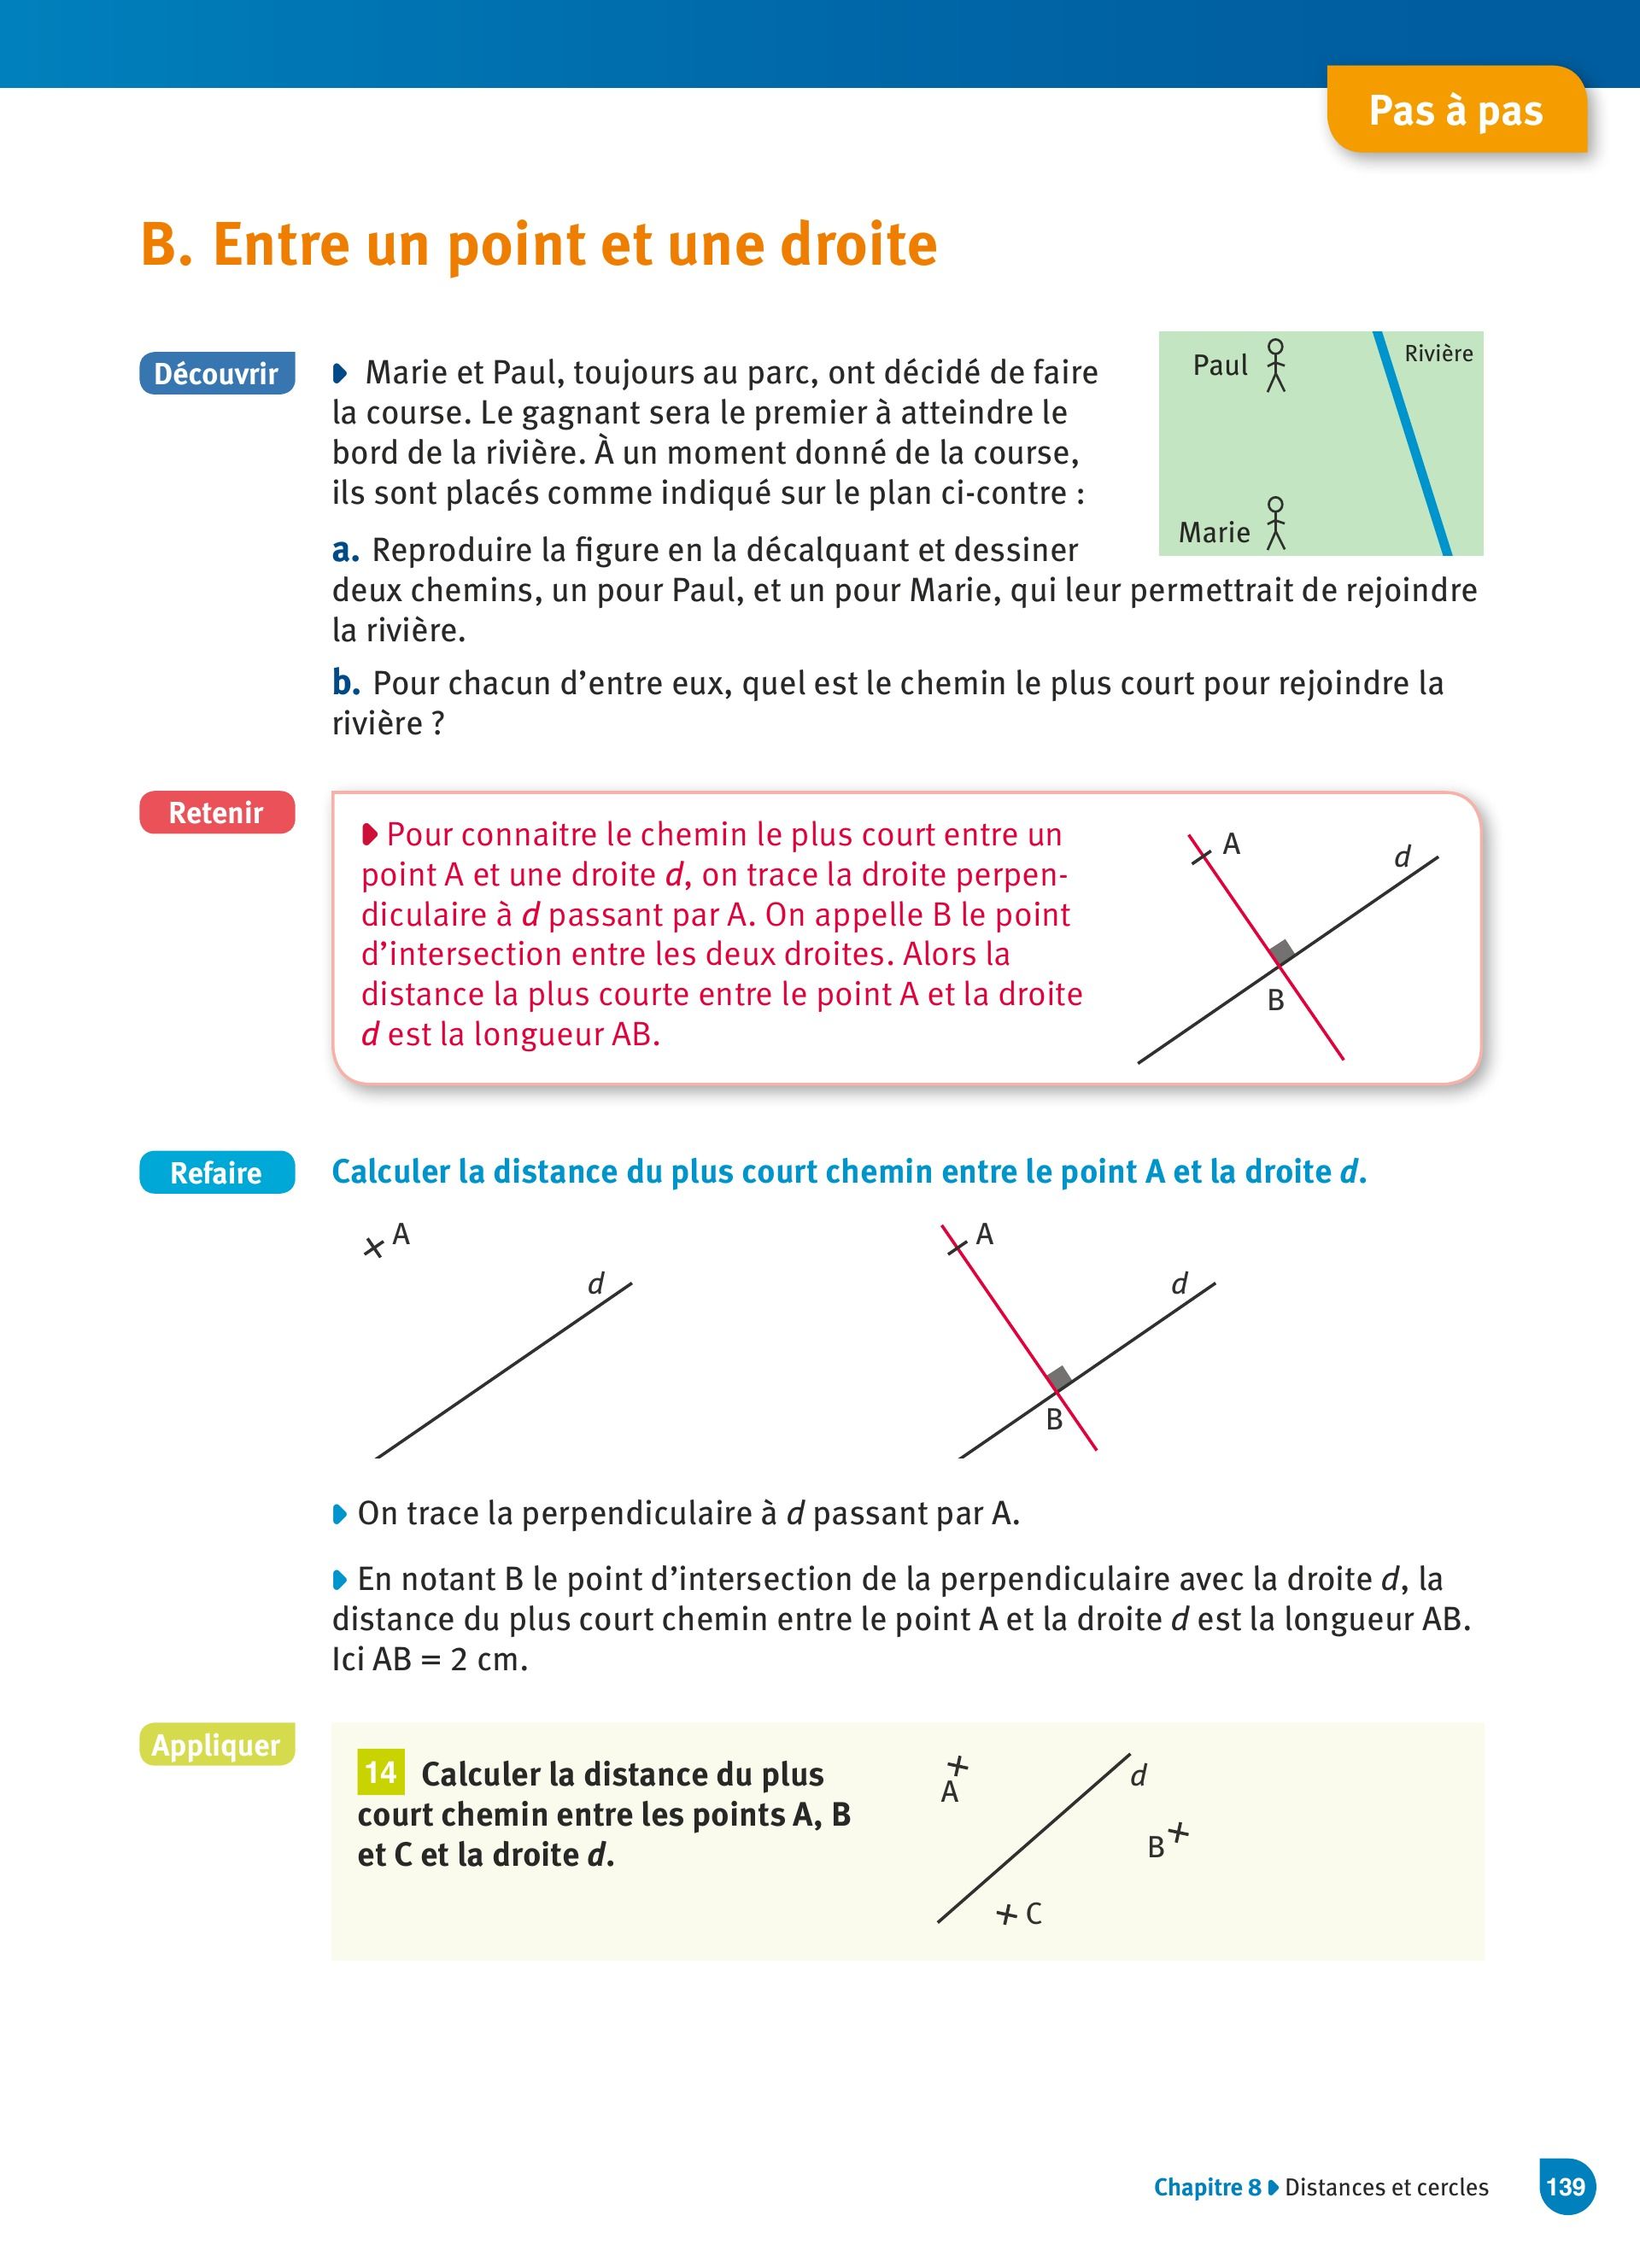 Pas à pas
B. Entre un point et une droite
Découvrir
Marie et Paul, toujours au parc, ont décidé de faire
la course. Le gagnant sera le premier à atteindre le
bord de la rivière. À un moment donné de la course,
ils sont placés comme indiqué sur le plan ci-contre :
Paul
Rivière
Marie
a. Reproduire la figure en la décalquant et dessiner
deux chemins, un pour Paul, et un pour Marie, qui leur permettrait de rejoindre
la rivière.
b. Pour chacun d’entre eux, quel est le chemin le plus court pour rejoindre la
rivière ?
Retenir
Pour connaitre le chemin le plus court entre un
point A et une droite d, on trace la droite perpen-
diculaire à d passant par A. On appelle B le point
d’intersection entre les deux droites. Alors la
distance la plus courte entre le point A et la droite
d est la longueur AB.
A
d
B
Refaire
Calculer la distance du plus court chemin entre le point A et la droite d.
A
d
A
d
B
On trace la perpendiculaire à d passant par A.
En notant B le point d’intersection de la perpendiculaire avec la droite d, la
distance du plus court chemin entre le point A et la droite d est la longueur AB.
Ici AB = 2 cm.
Appliquer
14 Calculer la distance du plus
court chemin entre les points A, B
et C et la droite d.
A
d
B
C
Chapitre 8 Distances et cercles
139